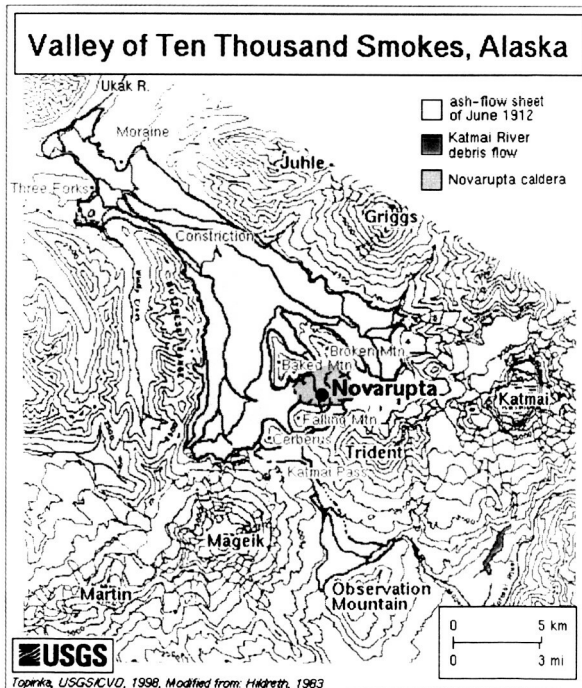 Valley of Ten Thousand Smokes, Alaska
Ukak R.
ash-flow sheet
of June 1912
Katmai River
debris flow
Novarupta caldera
Moraine
Juhle
Three Forks
Griggs
Constriction
Broken Mtn
Baked Mtn
Novarupta
Katmai
Falling Mtn
Cerberus
Trident
Katmai Pass
Mageik
Martin
Observation
Mountain
0 5 km
0 3 mi
USGS
Topinka, USGS/CVO, 1998, Modified from: Hildreth, 1983